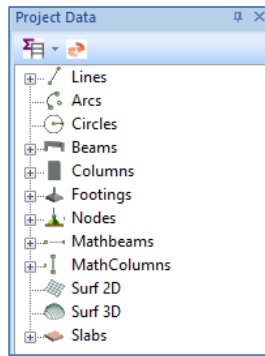 Project Data
Lines
Arcs
Circles
Beams
Columns
Footings
Nodes
Mathbeams
MathColumns
Surf 2D
Surf 3D
Slabs